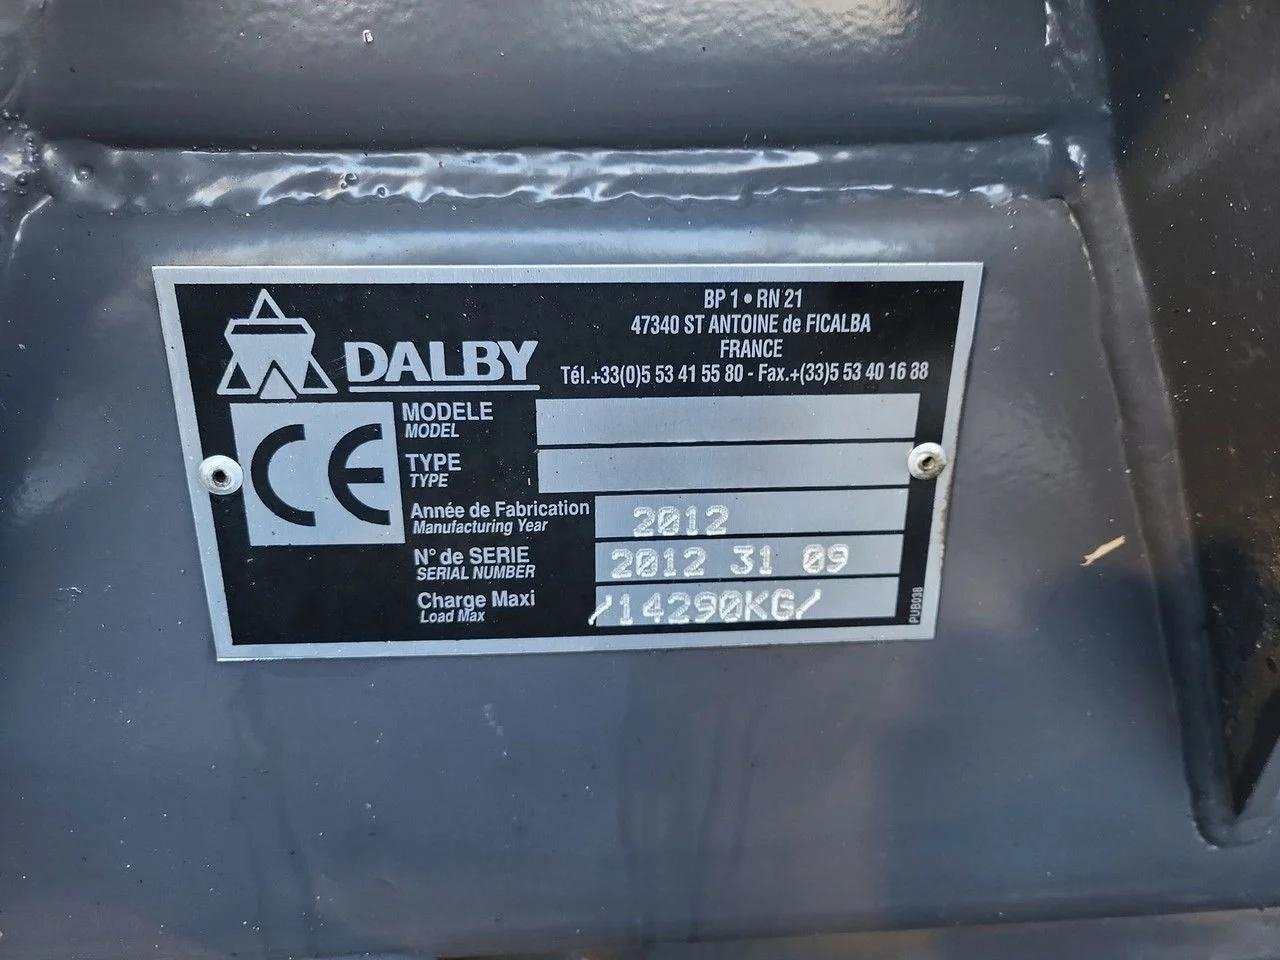 BP 1 • RN 21
47340 ST ANTOINE de FICALBA
FRANCE
Tél.+33(0)5 53 41 55 80 - Fax.+(33)5 53 40 16 88
DALBY
CE
MODELE
MODEL
TYPE
TYPE
Année de Fabrication
Manufacturing Year
2012
N° de SERIE
SERIAL NUMBER
2012 31 09
Charge Maxi
Load Max
/14290KG/
PUB038